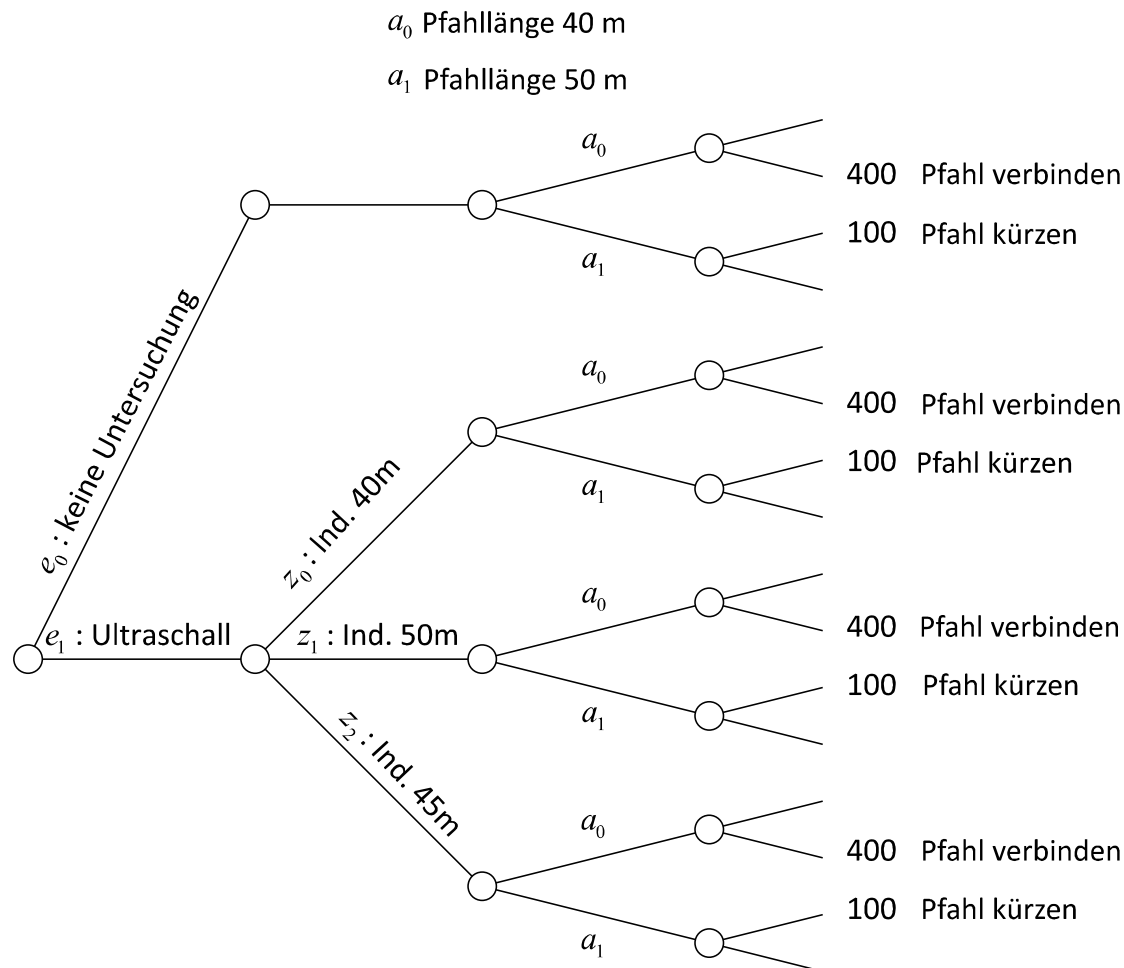 a₀ Pfahllänge 40 m
a₁ Pfahllänge 50 m
a₀
400 Pfahl verbinden
100 Pfahl kürzen
a₁
e₀ : keine Untersuchung
a₀
400 Pfahl verbinden
100 Pfahl kürzen
a₁
z₀ : Ind. 40m
e₁ : Ultraschall
z₁ : Ind. 50m
a₀
400 Pfahl verbinden
100 Pfahl kürzen
a₁
z₂ : Ind. 45m
a₀
400 Pfahl verbinden
100 Pfahl kürzen
a₁